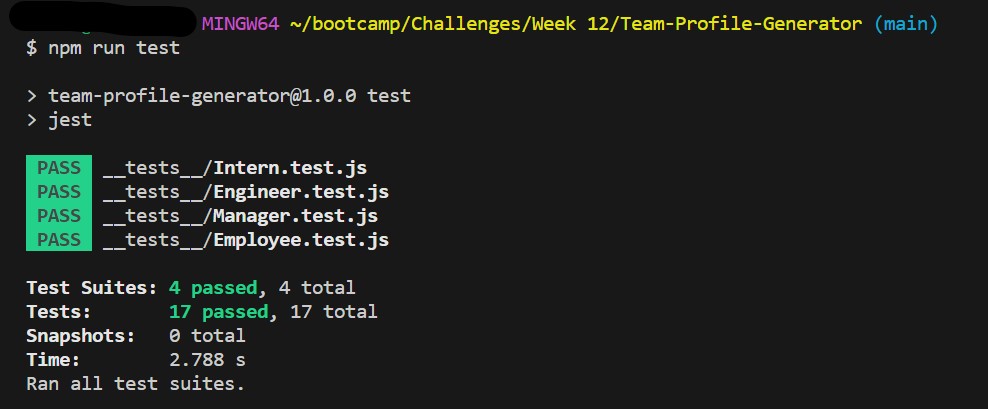 MINGW64 ~/bootcamp/Challenges/Week 12/Team-Profile-Generator (main)
$ npm run test
> team-profile-generator@1.0.0 test
> jest
PASS __tests__/Intern.test.js
PASS __tests__/Engineer.test.js
PASS __tests__/Manager.test.js
PASS __tests__/Employee.test.js
Test Suites: 4 passed, 4 total
Tests: 17 passed, 17 total
Snapshots: 0 total
Time: 2.788 s
Ran all test suites.